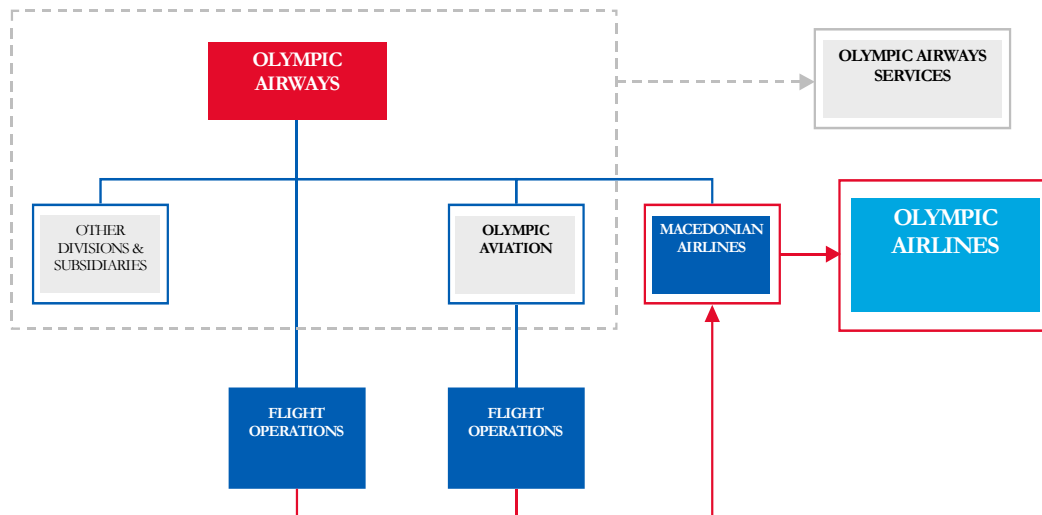 OLYMPIC
AIRWAYS
OLYMPIC AIRWAYS
SERVICES
OTHER
DIVISIONS &
SUBSIDIARIES
OLYMPIC
AVIATION
MACEDONIAN
AIRLINES
OLYMPIC
AIRLINES
FLIGHT
OPERATIONS
FLIGHT
OPERATIONS